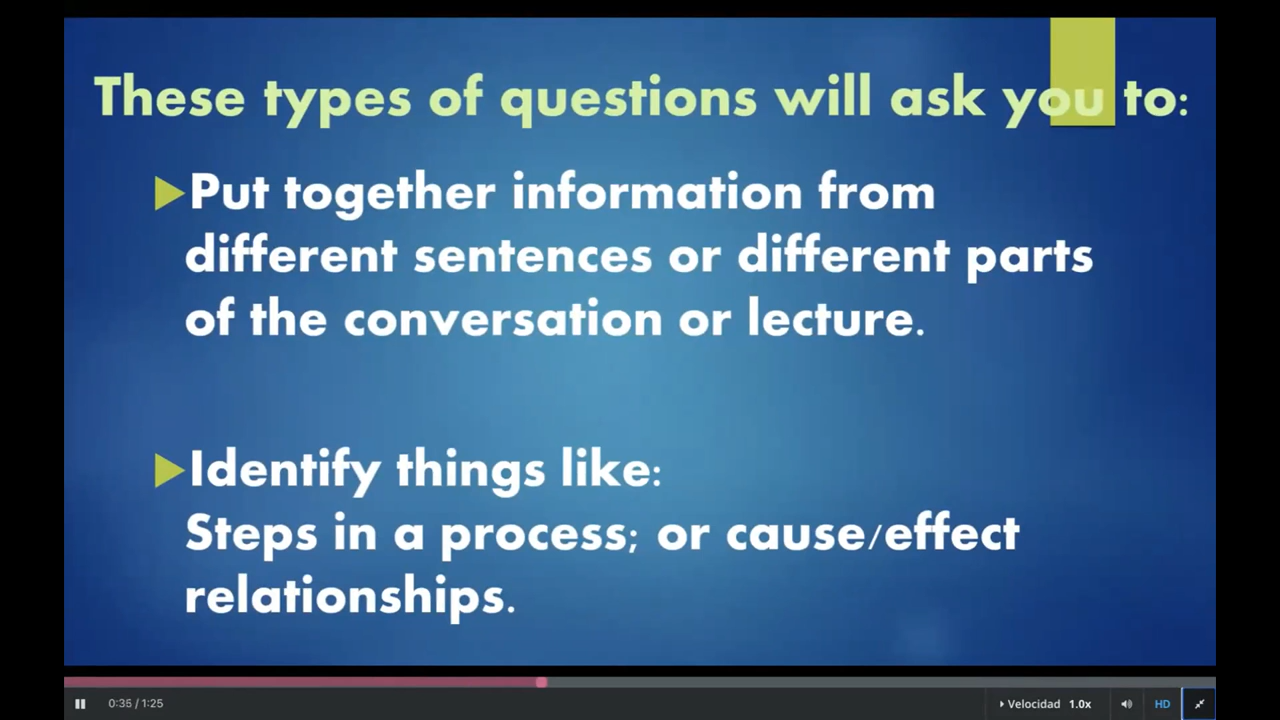 These types of questions will ask you to:
Put together information from
different sentences or different parts
of the conversation or lecture.
Identify things like:
Steps in a process; or cause/effect
relationships.
0:35 / 1:25
Velocidad 1.0x
HD